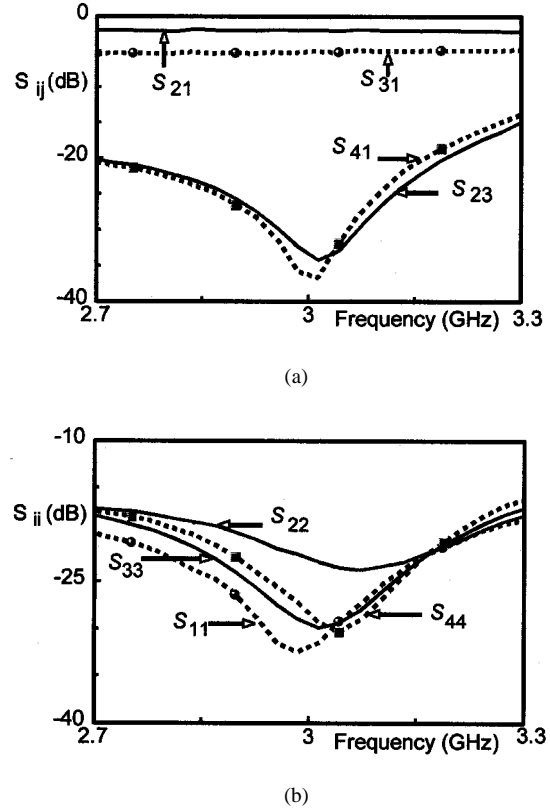 0
S ij (dB)
S 21
S 31
-20
S 41
S 23
-40
2.7
3
Frequency (GHz)
3.3
(a)
-10
S ii (dB)
S 22
S 33
-25
S 11
S 44
-40
2.7
3
Frequency (GHz)
3.3
(b)